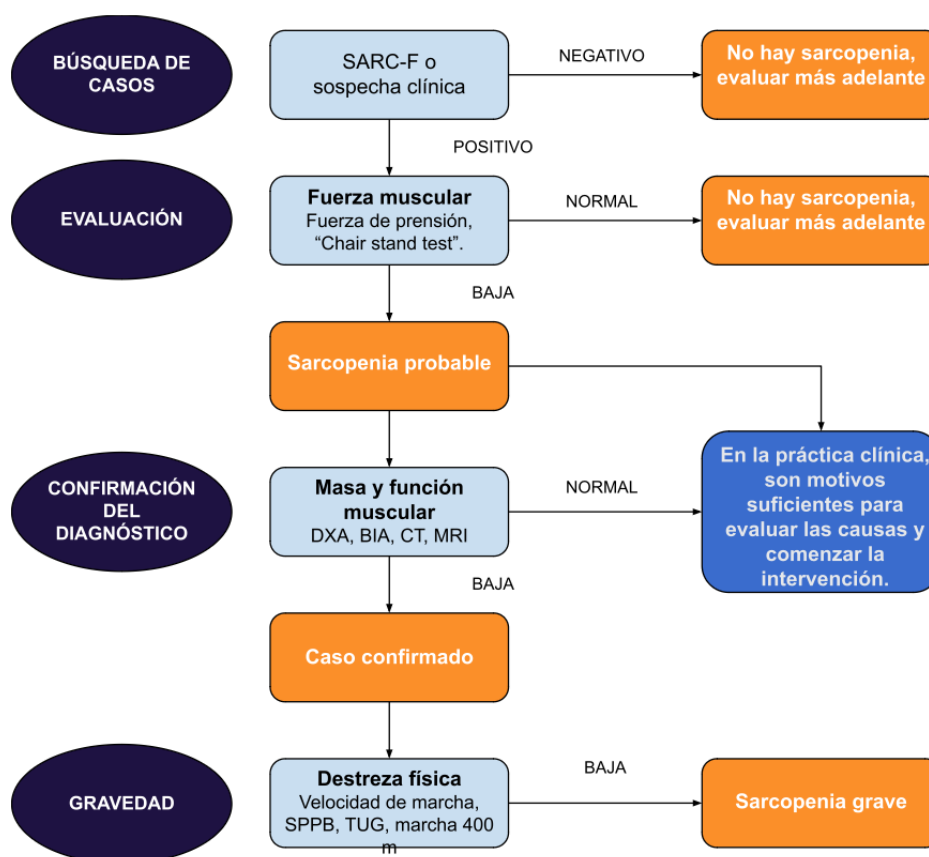 BÚSQUEDA DE
CASOS
SARC-F o
sospecha clínica
NEGATIVO
No hay sarcopenia,
evaluar más adelante
POSITIVO
EVALUACIÓN
Fuerza muscular
Fuerza de prensión,
“Chair stand test”.
NORMAL
No hay sarcopenia,
evaluar más adelante
BAJA
Sarcopenia probable
CONFIRMACIÓN
DEL
DIAGNÓSTICO
Masa y función
muscular
DXA, BIA, CT, MRI
NORMAL
En la práctica clínica,
son motivos
suficientes para
evaluar las causas y
comenzar la
intervención.
BAJA
Caso confirmado
GRAVEDAD
Destreza física
Velocidad de marcha,
SPPB, TUG, marcha 400
m
BAJA
Sarcopenia grave